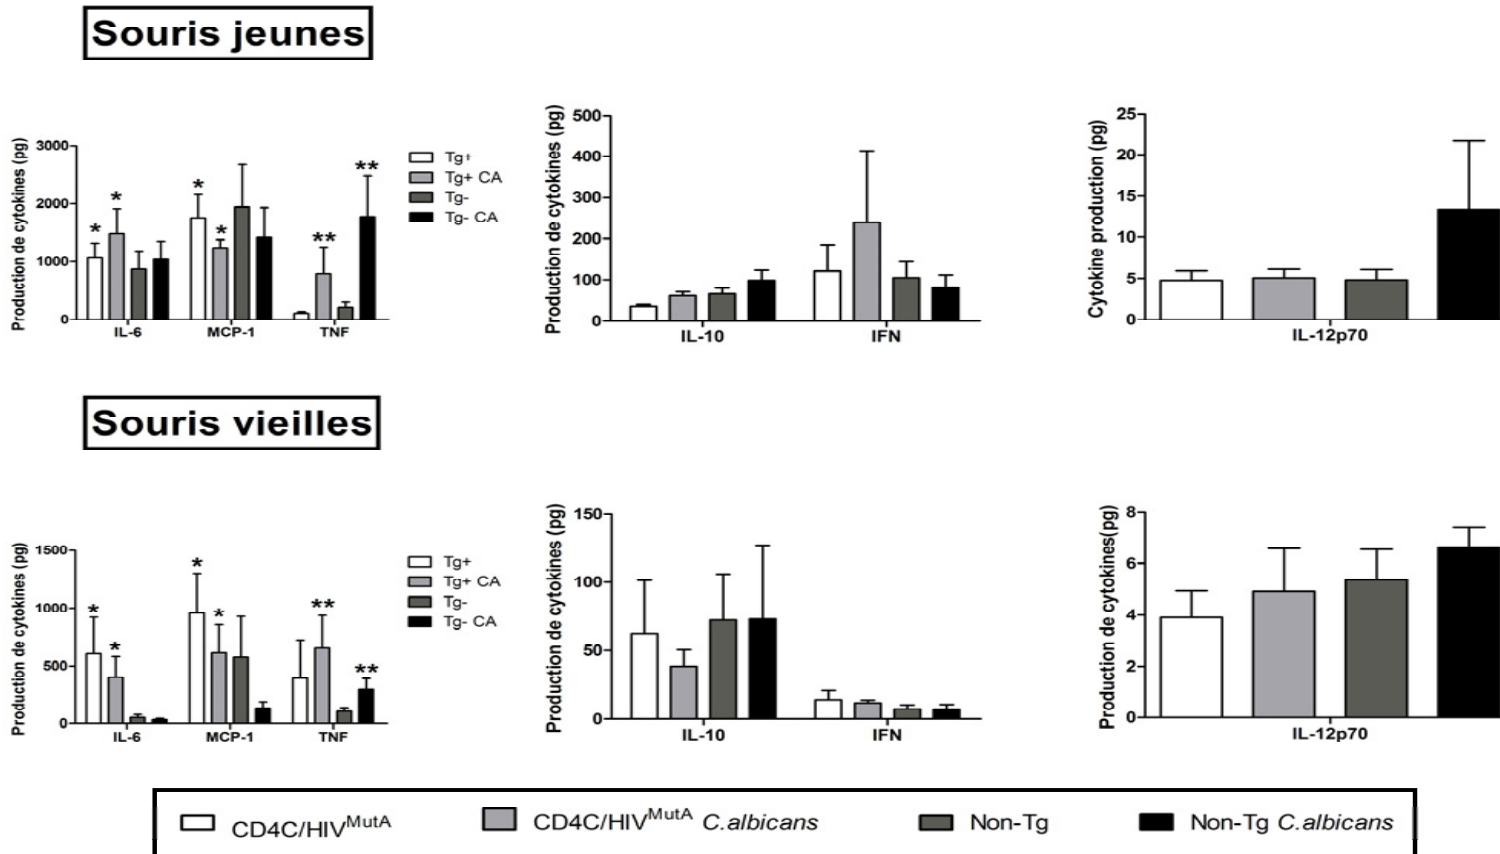 Souris jeunes
Production de cytokines (pg)
3000
2000
1000
0
* * * * ** **
IL-6 MCP-1 TNF
Tg+
Tg+ CA
Tg-
Tg- CA
Production de cytokines (pg)
500
400
300
200
100
0
IL-10 IFN
Cytokine production (pg)
25
20
15
10
5
0
IL-12p70
Souris vieilles
Production de cytokines (pg)
1500
1000
500
0
* * * * ** **
IL-6 MCP-1 TNF
Tg+
Tg+ CA
Tg-
Tg- CA
Production de cytokines (pg)
150
100
50
0
IL-10 IFN
Production de cytokines(pg)
8
6
4
2
0
IL-12p70
CD4C/HIV^MutA CD4C/HIV^MutA C.albicans Non-Tg Non-Tg C.albicans